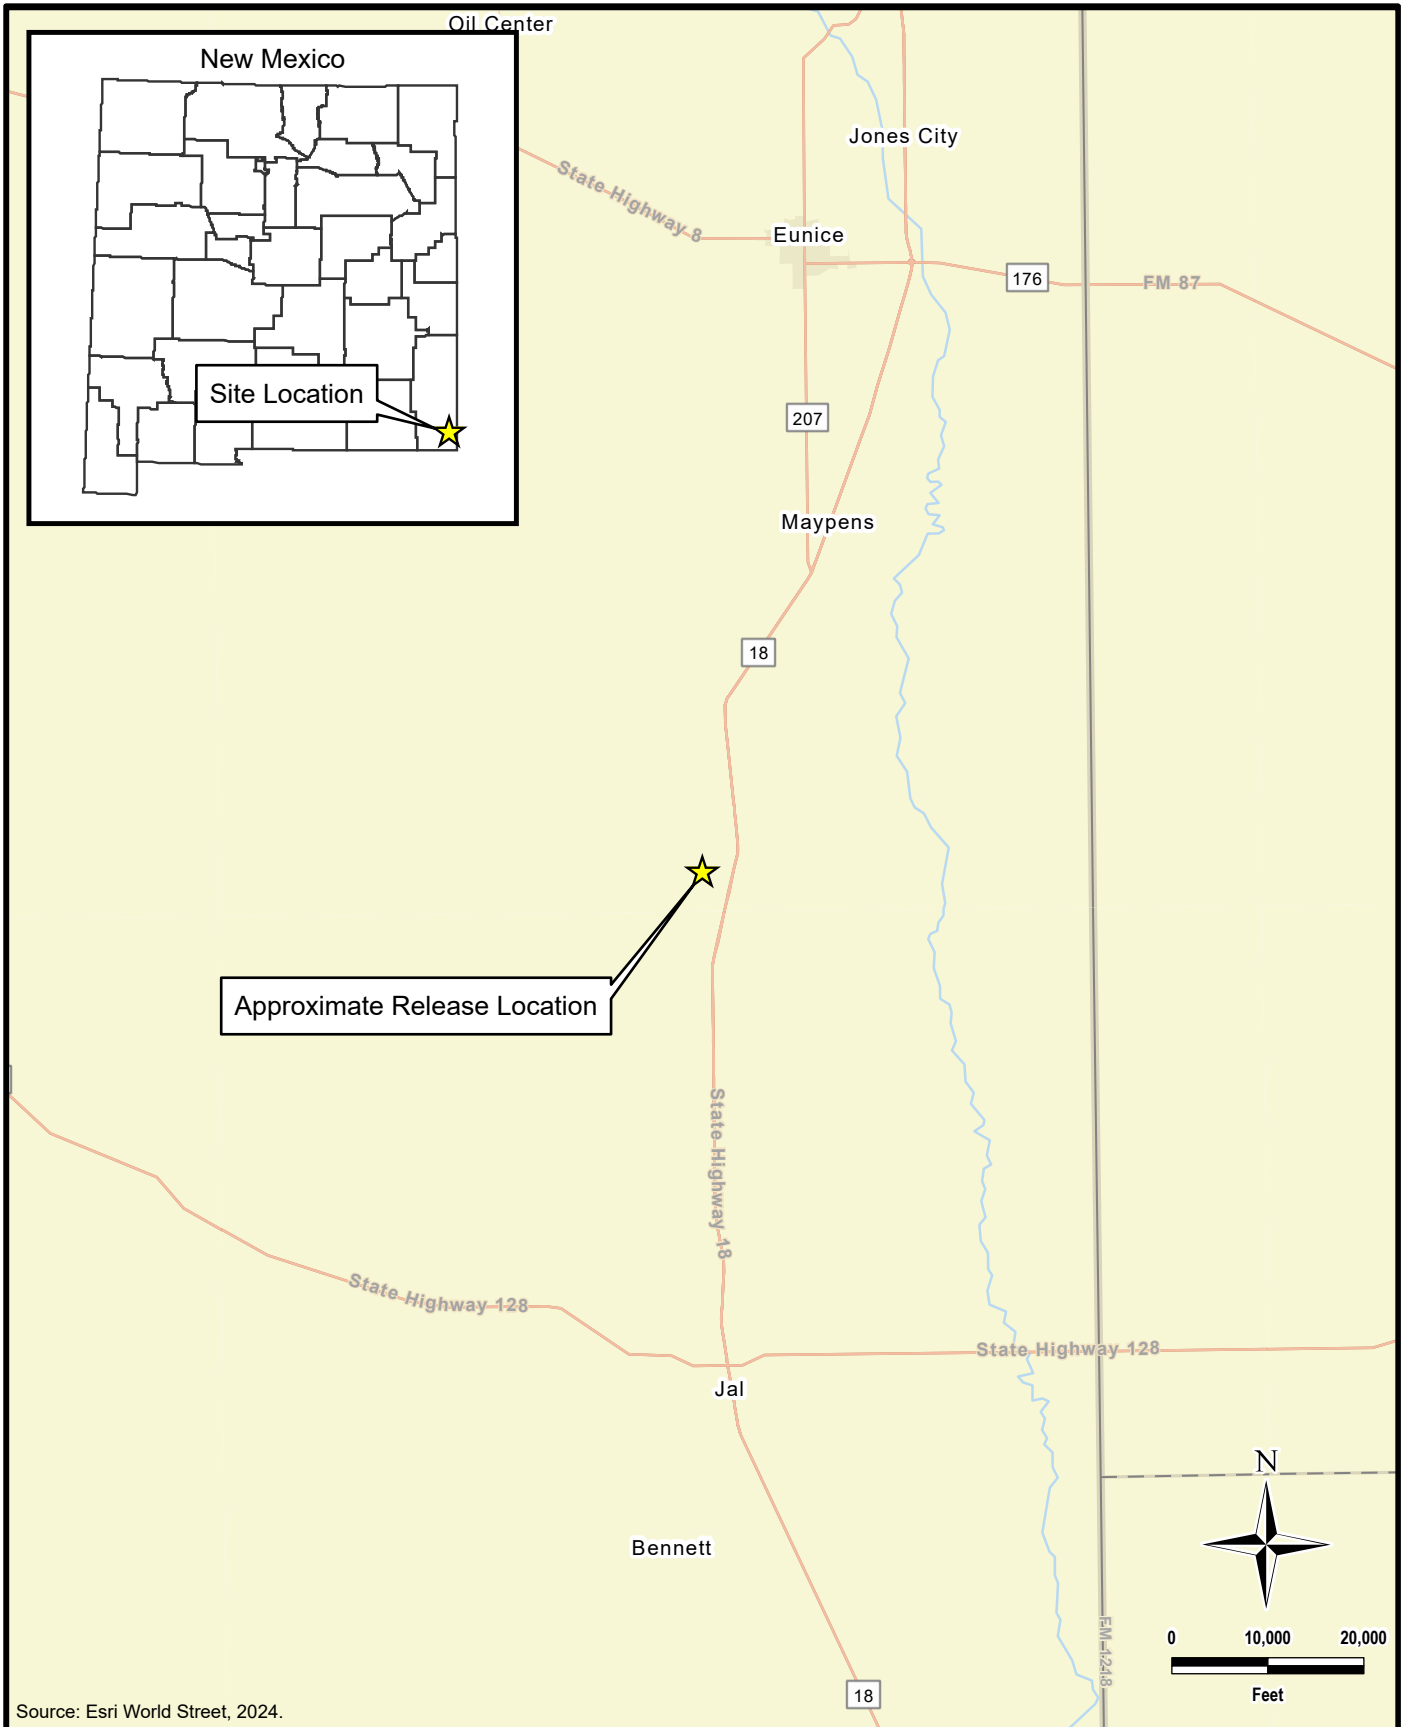 Oil Center
New Mexico
Site Location
Jones City
State Highway 8
Eunice
176
FM 87
207
Maypens
18
Approximate Release Location
State Highway 18
State Highway 128
State Highway 128
Jal
N
Bennett
0 10,000 20,000
Feet
FM 1218
18
Source: Esri World Street, 2024.